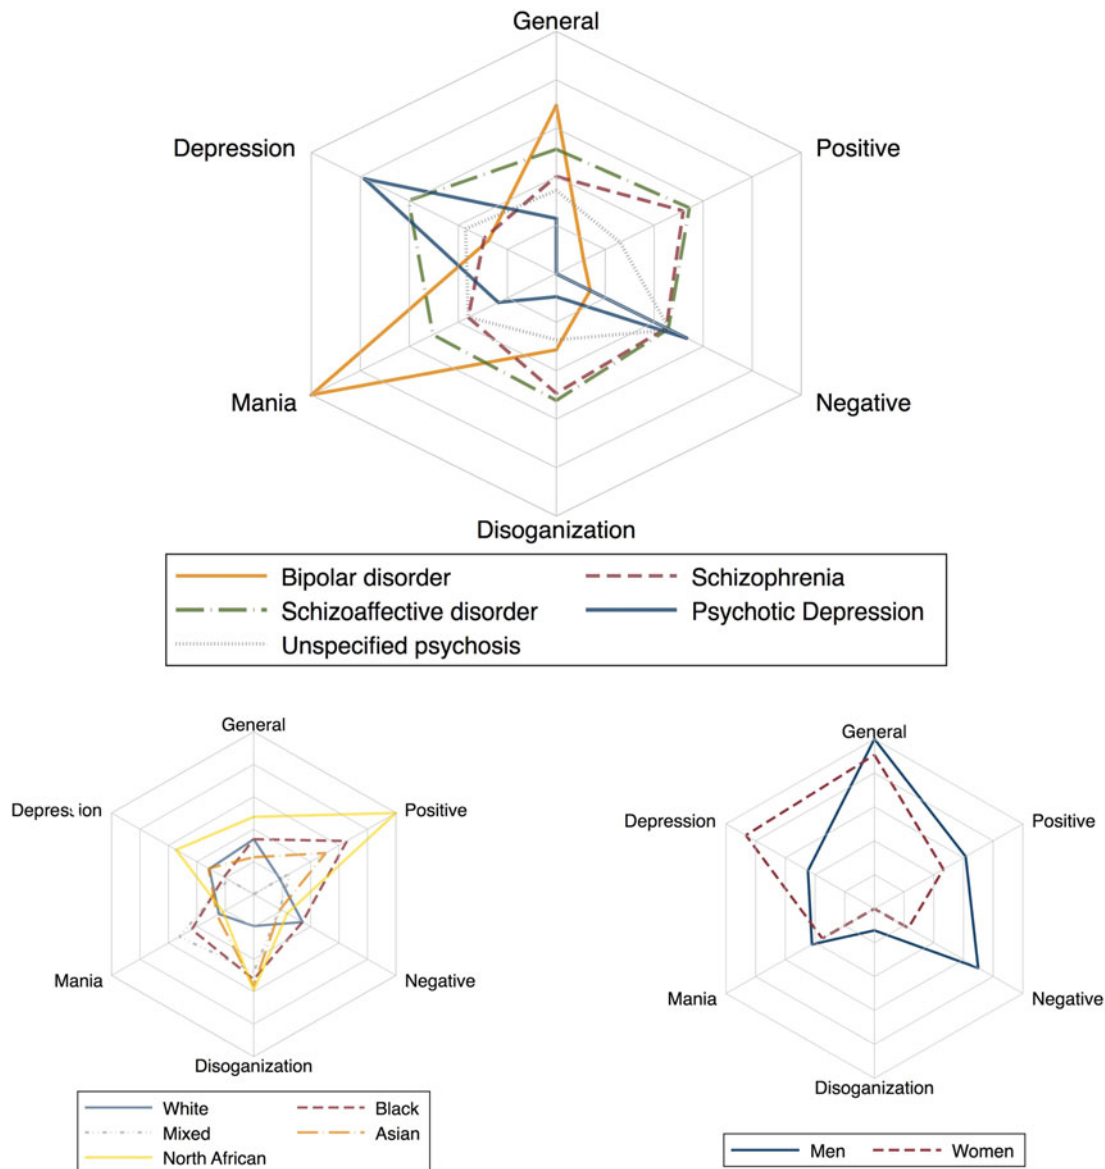 General
Depression
Positive
Mania
Negative
Disoganization
Bipolar disorder
Schizophrenia
Schizoaffective disorder
Psychotic Depression
Unspecified psychosis
General
Depression
Positive
Mania
Negative
Disoganization
White
Black
Mixed
Asian
North African
General
Depression
Positive
Mania
Negative
Disoganization
Men
Women